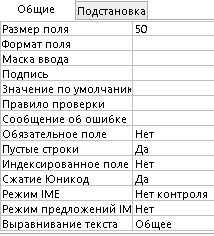 Общие Подстановка
Размер поля 50
Формат поля
Маска ввода
Подпись
Значение по умолчани
Правило проверки
Сообщение об ошибке
Обязательное поле Нет
Пустые строки Да
Индексированное поле Нет
Сжатие Юникод Да
Режим IME Нет контроля
Режим предложений IM Нет
Выравнивание текста Общее